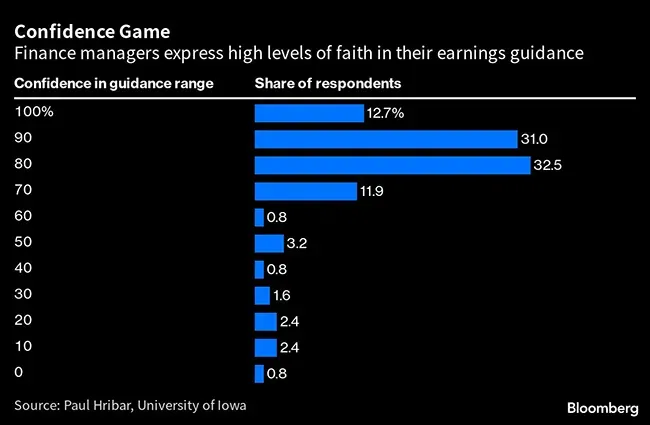 Confidence Game
Finance managers express high levels of faith in their earnings guidance
Confidence in guidance range Share of respondents
100% 12.7%
90 31.0
80 32.5
70 11.9
60 0.8
50 3.2
40 0.8
30 1.6
20 2.4
10 2.4
0 0.8
Source: Paul Hribar, University of Iowa
Bloomberg